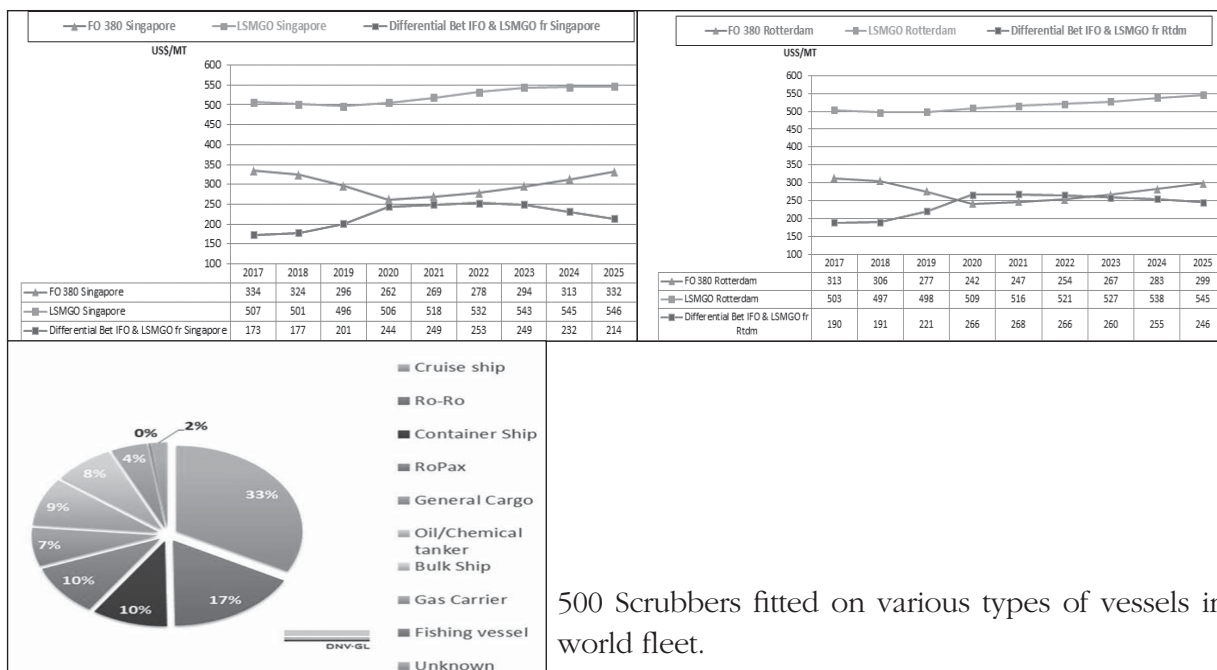 FO 380 Singapore LSMGO Singapore Differential Bet IFO & LSMGO fr Singapore
US$/MT
600
550
500
450
400
350
300
250
200
150
100
2017 2018 2019 2020 2021 2022 2023 2024 2025
FO 380 Singapore 334 324 296 262 269 278 294 313 332
LSMGO Singapore 507 501 496 506 518 532 543 545 546
Differential Bet IFO & LSMGO fr Singapore 173 177 201 244 249 253 249 232 214
FO 380 Rotterdam LSMGO Rotterdam Differential Bet IFO & LSMGO fr Rtdm
US$/MT
600
550
500
450
400
350
300
250
200
150
100
2017 2018 2019 2020 2021 2022 2023 2024 2025
FO 380 Rotterdam 313 306 277 242 247 254 267 283 299
LSMGO Rotterdam 503 497 498 509 516 521 527 538 545
Differential Bet IFO & LSMGO fr
Rtdm 190 191 221 266 268 266 260 255 246
0% 2%
4%
8%
9%
7%
10%
10%
17%
33%
Cruise ship
Ro-Ro
Container Ship
RoPax
General Cargo
Oil/Chemical
tanker
Bulk Ship
Gas Carrier
Fishing vessel
Unknown
DNV·GL
500 Scrubbers fitted on various types of vessels in
world fleet.